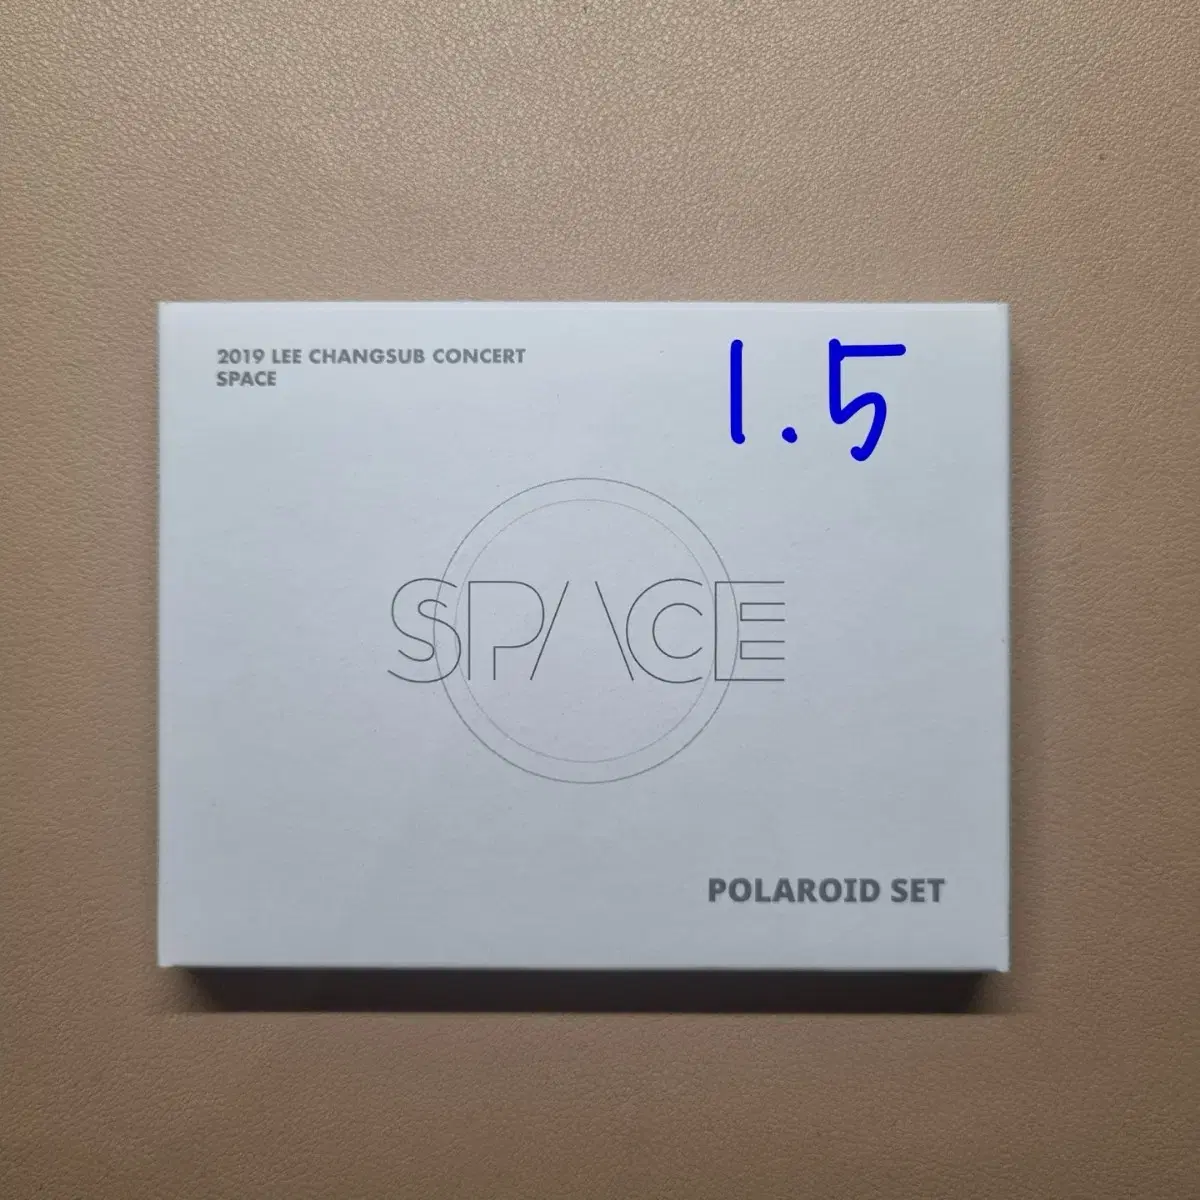 2019 LEE CHANGSUB CONCERT
SPACE
1.5
SPACE
POLAROID SET